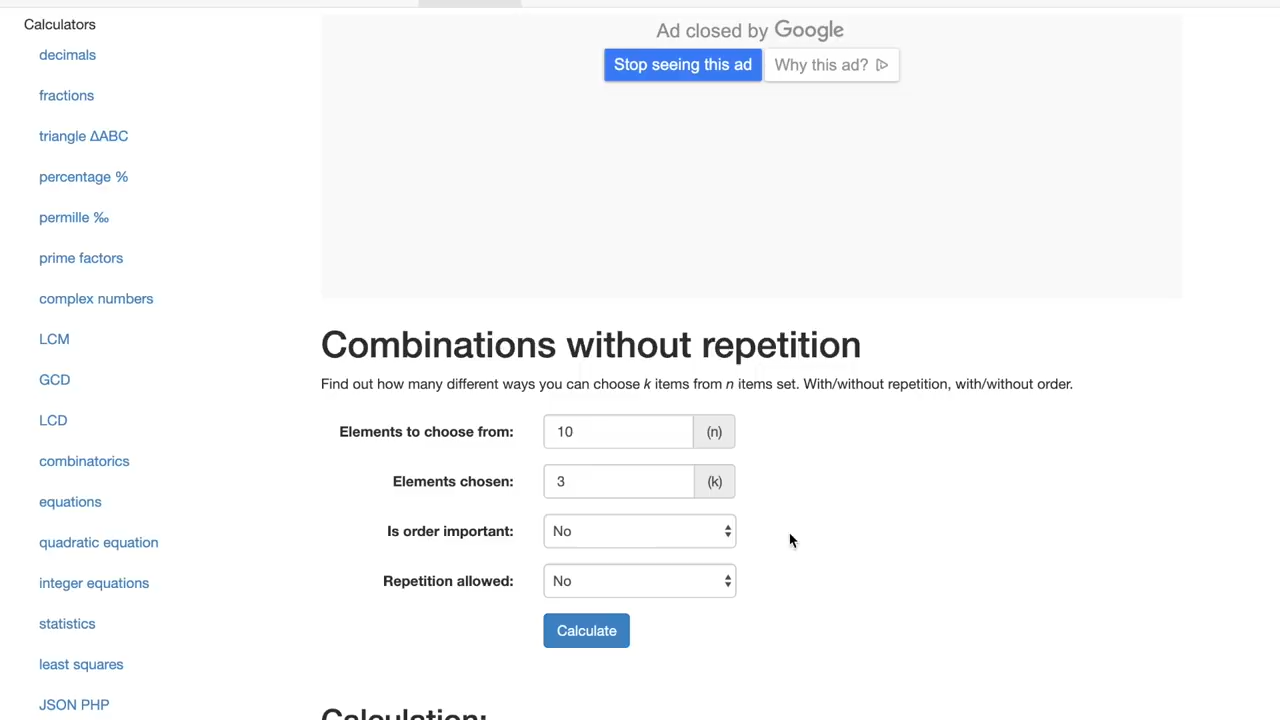 Calculators
decimals
fractions
triangle ΔABC
percentage %
permille ‰
prime factors
complex numbers
LCM
GCD
LCD
combinatorics
equations
quadratic equation
integer equations
statistics
least squares
JSON PHP
Ad closed by Google
Stop seeing this ad
Why this ad?
Combinations without repetition
Find out how many different ways you can choose k items from n items set. With/without repetition, with/without order.
Elements to choose from: 10 (n)
Elements chosen: 3 (k)
Is order important: No
Repetition allowed: No
Calculate
Calculation: